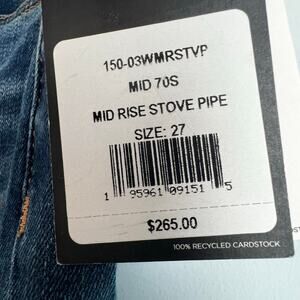 150-03WMRSTVP
MID 70S
MID RISE STOVE PIPE
SIZE: 27
1 95961 09151 5
$265.00
100% RECYCLED CARDSTOCK